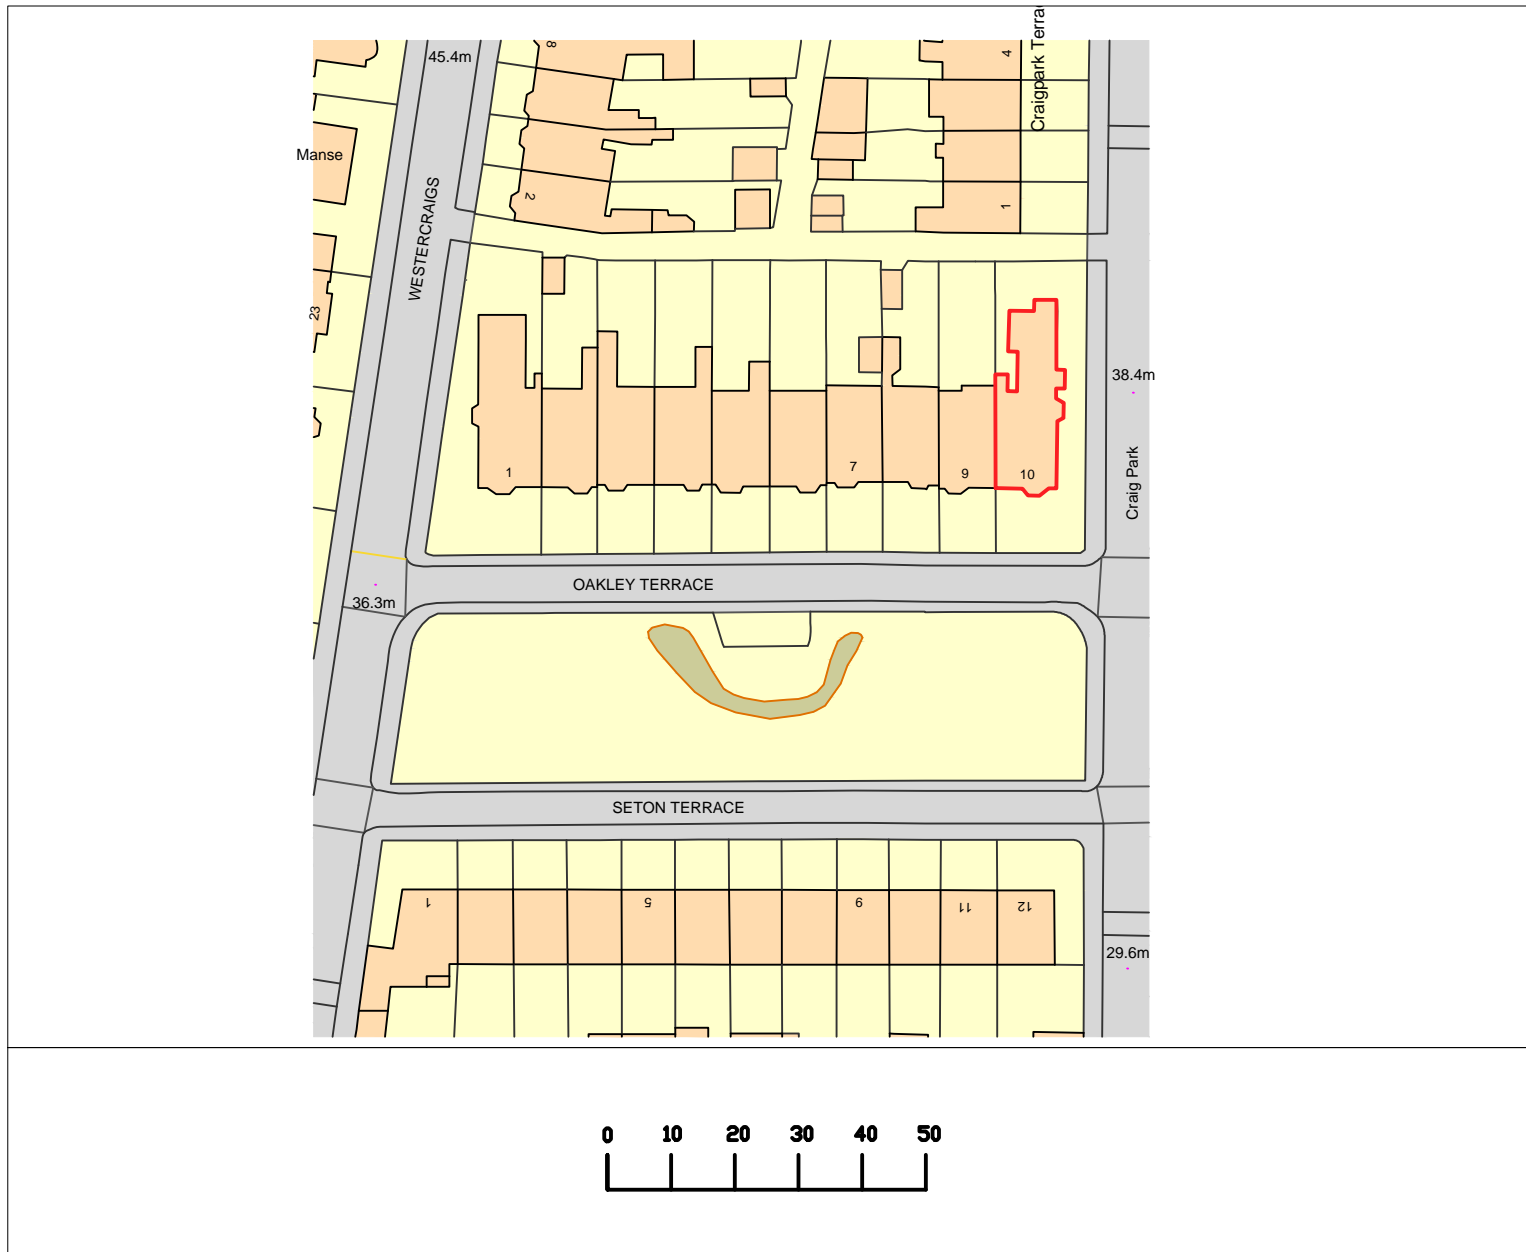 45.4m
8
4
Craigpark Terra
Manse
WESTERCRAIGS
2
1
23
38.4m
1
7
9
10
Craig Park
OAKLEY TERRACE
36.3m
SETON TERRACE
1
5
9
11
12
29.6m
0 10 20 30 40 50